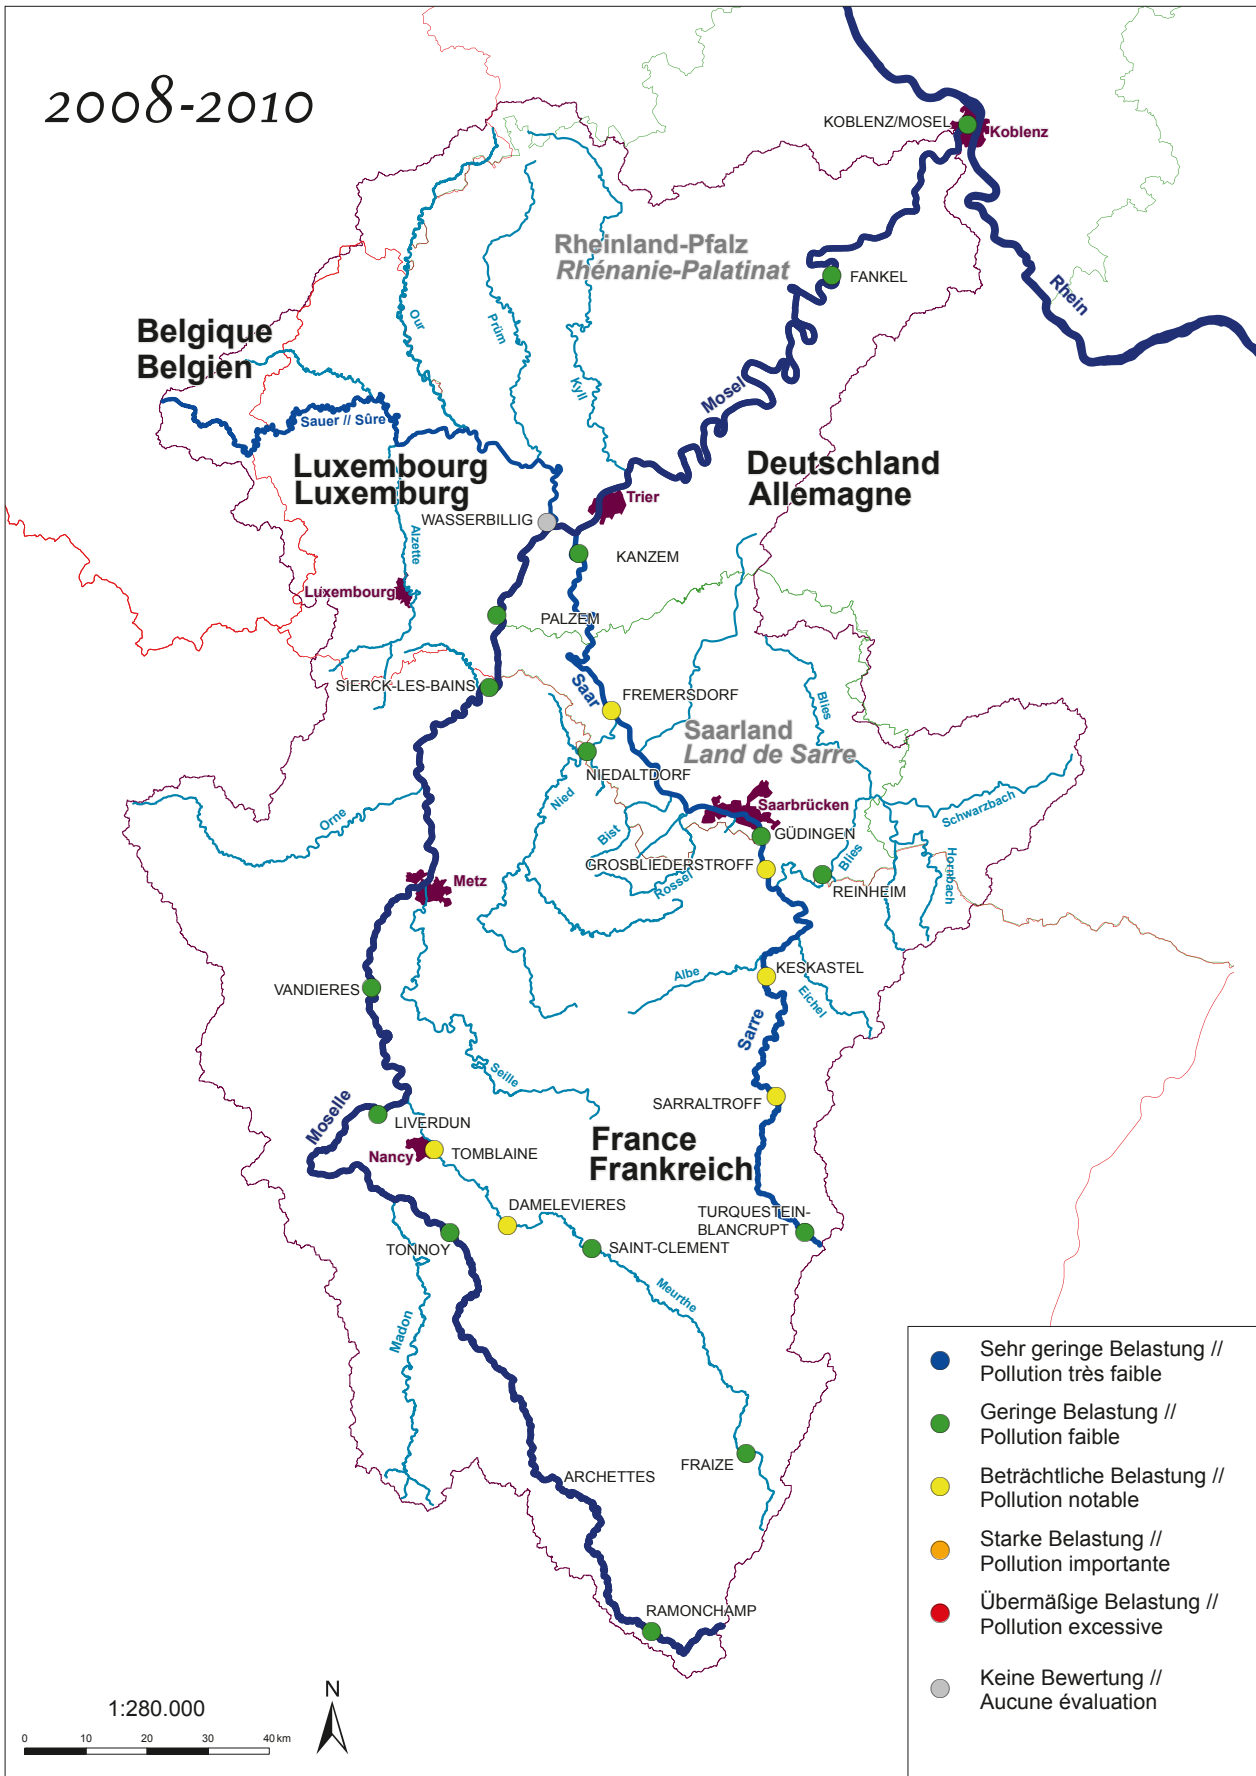 2008-2010
KOBLENZ/MOSEL
Koblenz
Rheinland-Pfalz
Rhénanie-Palatinat
FANKEL
Rhein
Our
Prüm
Belgique
Belgien
Kyll
Mosel
Sauer // Sûre
Luxembourg
Luxemburg
Deutschland
Allemagne
Trier
WASSERBILLIG
Alzette
KANZEM
Luxembourg
PALZEM
SIERCK-LES-BAINS
Saar
FREMERSDORF
Blies
Saarland
Land de Sarre
NIEDALTDORF
Nied
Saarbrücken
Schwarzbach
Orne
Bist
GÜDINGEN
Blies
Hornbach
GROSBLIEDERSTROFF
Rossel
REINHEIM
Metz
Albe
KESKASTEL
VANDIERES
Eichel
Sarre
Seille
SARRALTROFF
Moselle
LIVERDUN
France
Frankreich
Nancy
TOMBLAINE
DAMELEVIERES
TURQUESTEIN-
BLANCRUPT
TONNOY
SAINT-CLEMENT
Meurthe
Madon
FRAIZE
ARCHETTES
RAMONCHAMP
Sehr geringe Belastung //
Pollution très faible
Geringe Belastung //
Pollution faible
Beträchtliche Belastung //
Pollution notable
Starke Belastung //
Pollution importante
Übermäßige Belastung //
Pollution excessive
Keine Bewertung //
Aucune évaluation
N
1:280.000
0 10 20 30 40 km